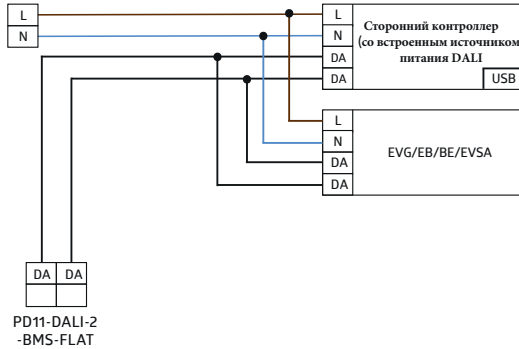 L
N
L
N
DA
DA
Сторонний контроллер
(со встроенным источником
питания DALI
USB
L
N
DA
DA
EVG/EB/BE/EVSA
DA DA
PD11-DALI-2
-BMS-FLAT